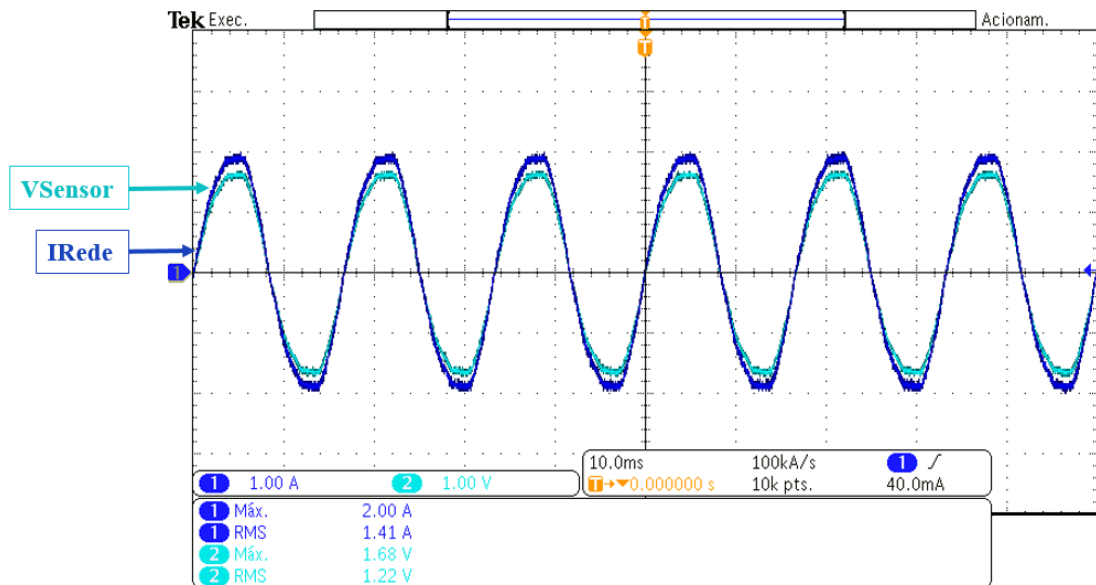 Tek Exec. T Acionam.
T
VSensor
IRede
1
1 1.00 A 2 1.00 V
10.0ms 100kA/s 1
T→▼0.000000 s 10k pts. 40.0mA
1 Máx. 2.00 A
1 RMS 1.41 A
2 Máx. 1.68 V
2 RMS 1.22 V